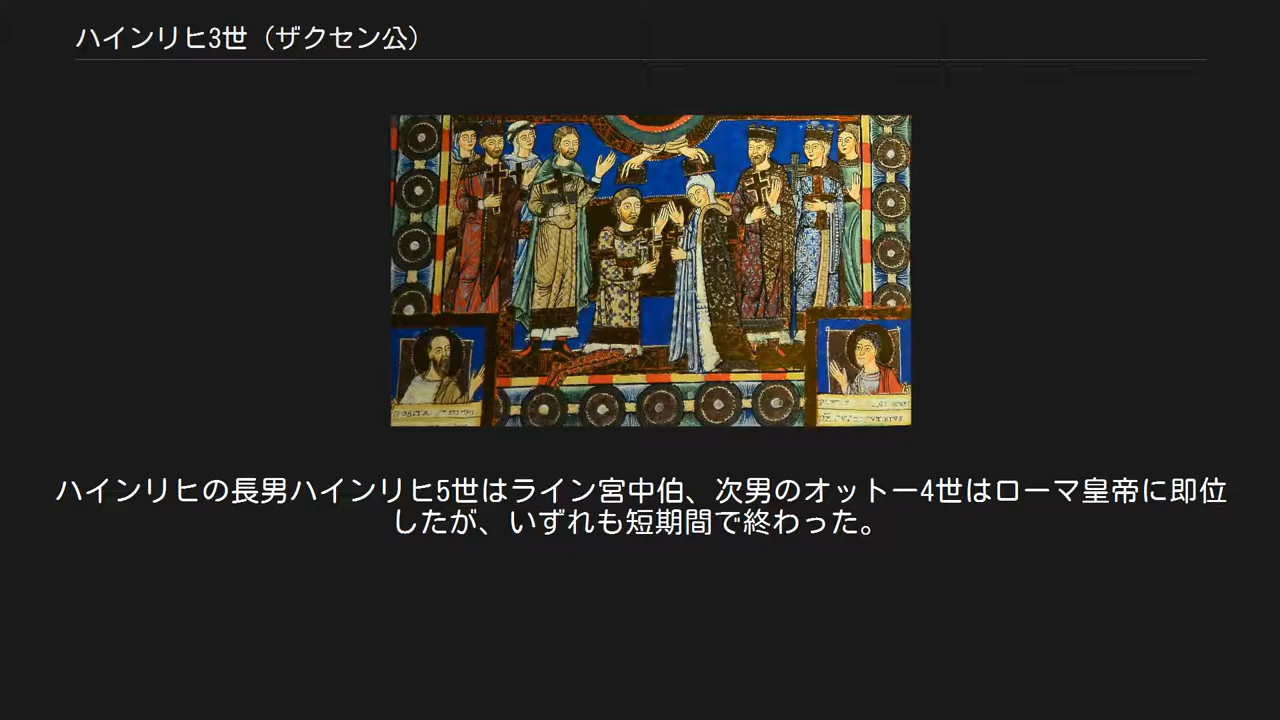 ハインリヒ3世（ザクセン公）
ハインリヒの長男ハインリヒ5世はライン宮中伯、次男のオットー4世はローマ皇帝に即位
したが、いずれも短期間で終わった。